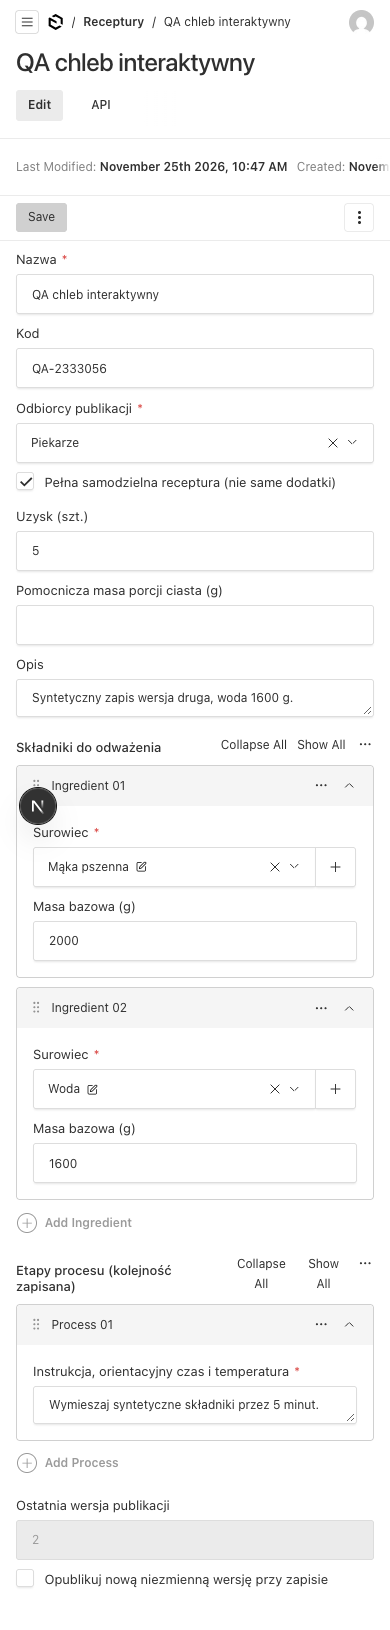 / Receptury / QA chleb interaktywny
QA chleb interaktywny
Edit API
Last Modified: November 25th 2026, 10:47 AM Created: Novem
Save
Nazwa *
QA chleb interaktywny
Kod
QA-2333056
Odbiorcy publikacji *
Piekarze
Pełna samodzielna receptura (nie same dodatki)
Uzysk (szt.)
5
Pomocnicza masa porcji ciasta (g)
Opis
Syntetyczny zapis wersja druga, woda 1600 g.
Składniki do odważenia Collapse All Show All
Ingredient 01
N
Surowiec *
Mąka pszenna
Masa bazowa (g)
2000
Ingredient 02
Surowiec *
Woda
Masa bazowa (g)
1600
Add Ingredient
Etapy procesu (kolejność
zapisana)
Collapse
All
Show
All
Process 01
Instrukcja, orientacyjny czas i temperatura *
Wymieszaj syntetyczne składniki przez 5 minut.
Add Process
Ostatnia wersja publikacji
2
Opublikuj nową niezmienną wersję przy zapisie